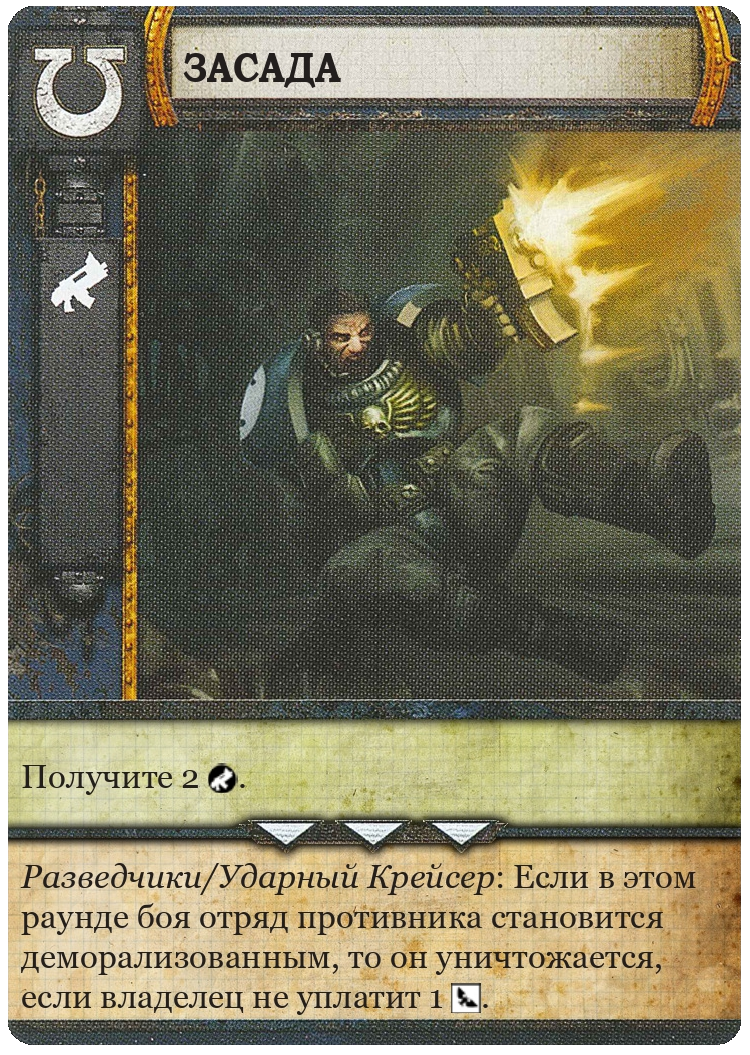 ЗАСАДА
Получите 2 .
Разведчики/Ударный Крейсер: Если в этом
раунде боя отряд противника становится
деморализованным, то он уничтожается,
если владелец не уплатит 1 .